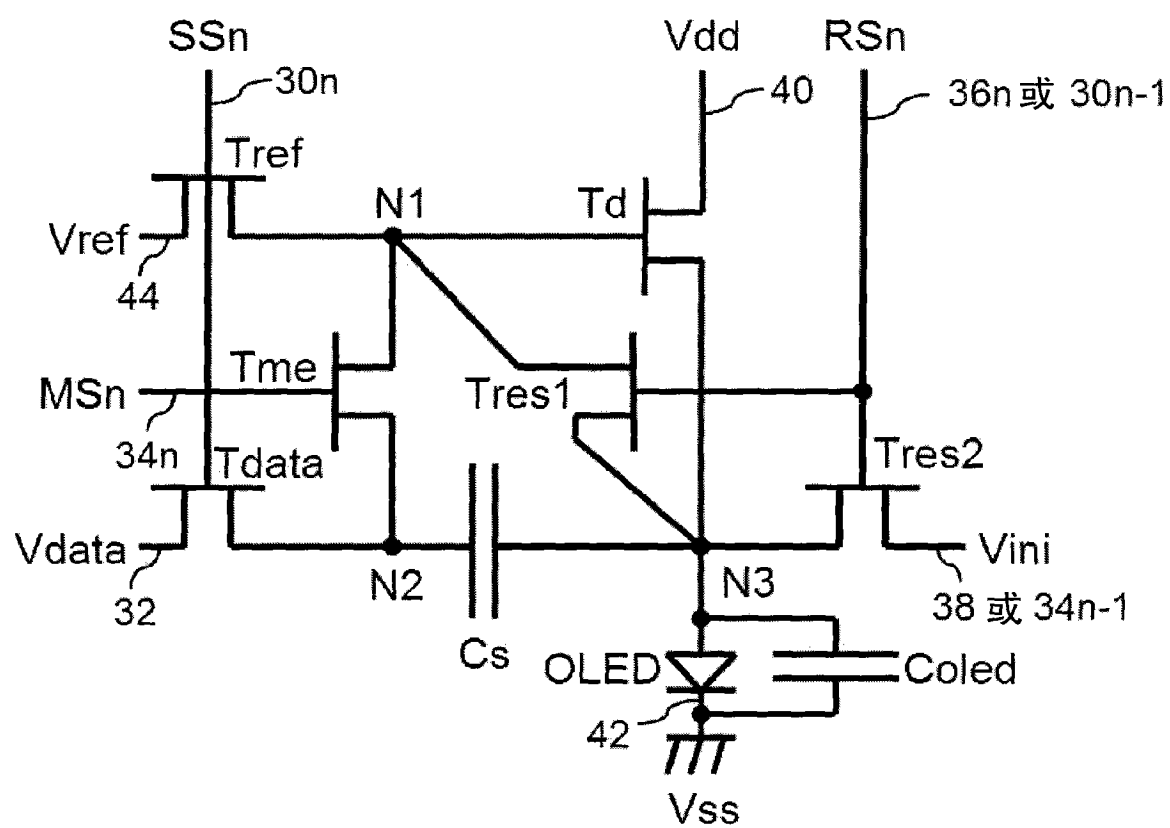 SSn
Vdd
RSn
30n
40
36n 或 30n-1
Tref
N1
Td
Vref
44
Tme
Tres1
MSn
34n
Tdata
Tres2
Vdata
32
N2
N3
Vini
38 或 34n-1
Cs
OLED
Coled
42
Vss